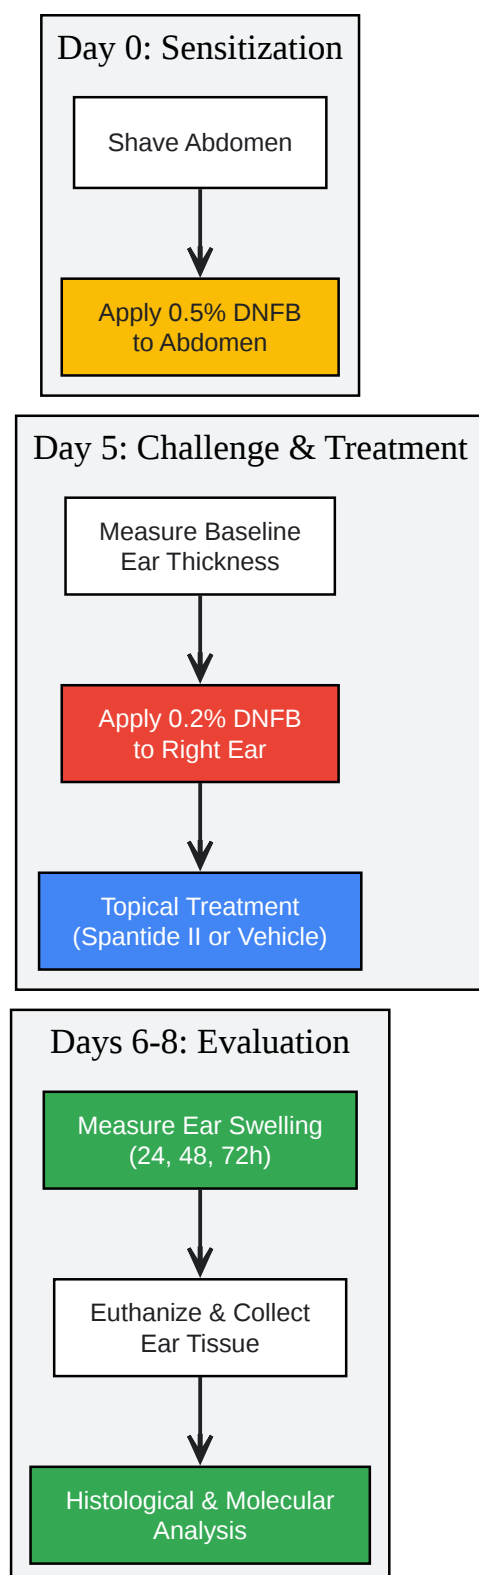 Day 0: Sensitization
Shave Abdomen
Apply 0.5% DNFB
to Abdomen
Day 5: Challenge & Treatment
Measure Baseline
Ear Thickness
Apply 0.2% DNFB
to Right Ear
Topical Treatment
(Spantide II or Vehicle)
Days 6-8: Evaluation
Measure Ear Swelling
(24, 48, 72h)
Euthanize & Collect
Ear Tissue
Histological & Molecular
Analysis